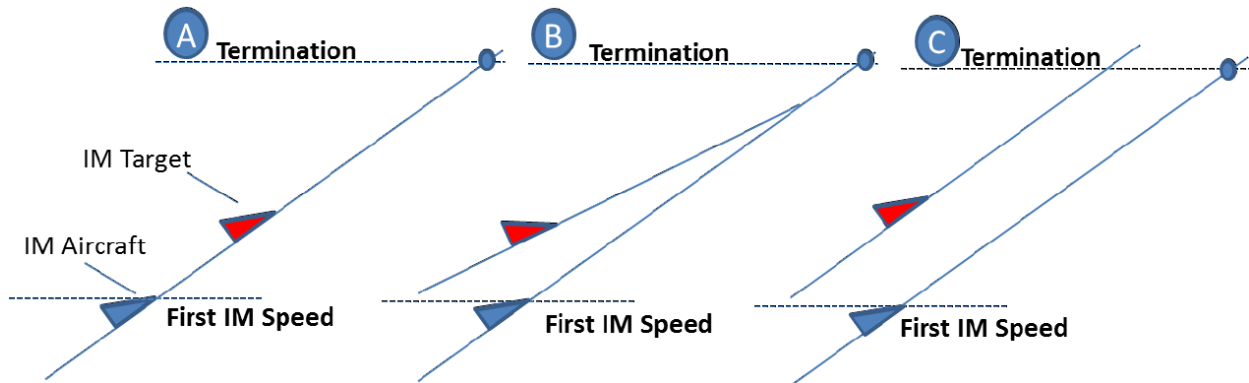 A
Termination
B
Termination
C
Termination
IM Target
IM Aircraft
First IM Speed
First IM Speed
First IM Speed